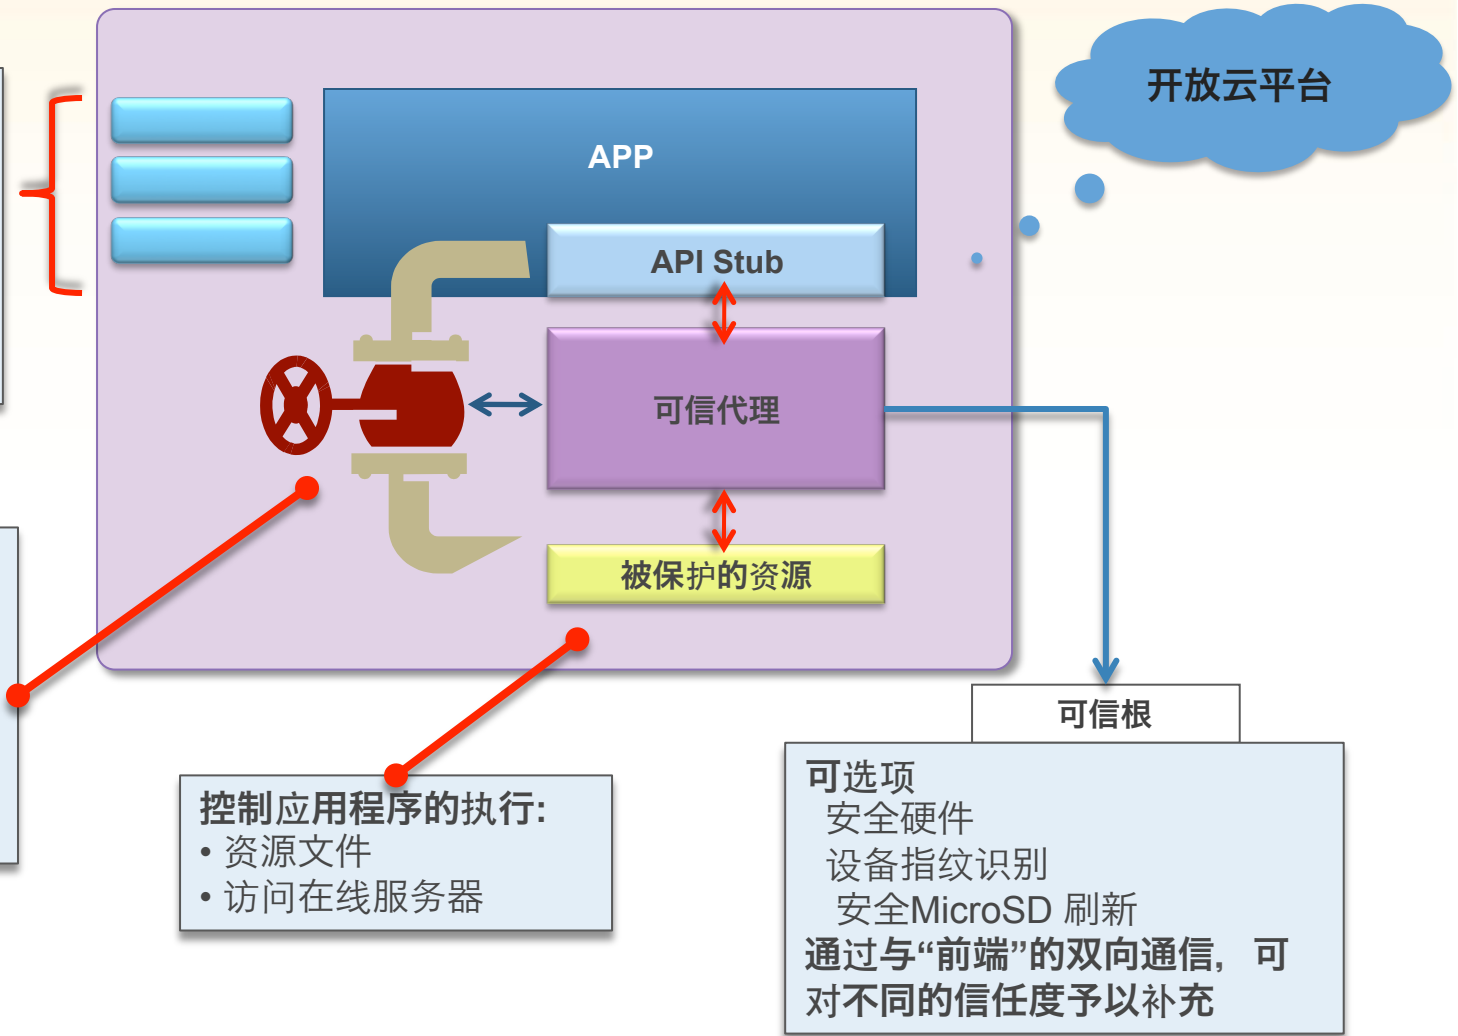 开放云平台
APP
API Stub
可信代理
被保护的资源
可信根
控制应用程序的执行:
• 资源文件
• 访问在线服务器
可选项
安全硬件
设备指纹识别
安全MicroSD 刷新
通过与“前端”的双向通信, 可
对不同的信任度予以补充